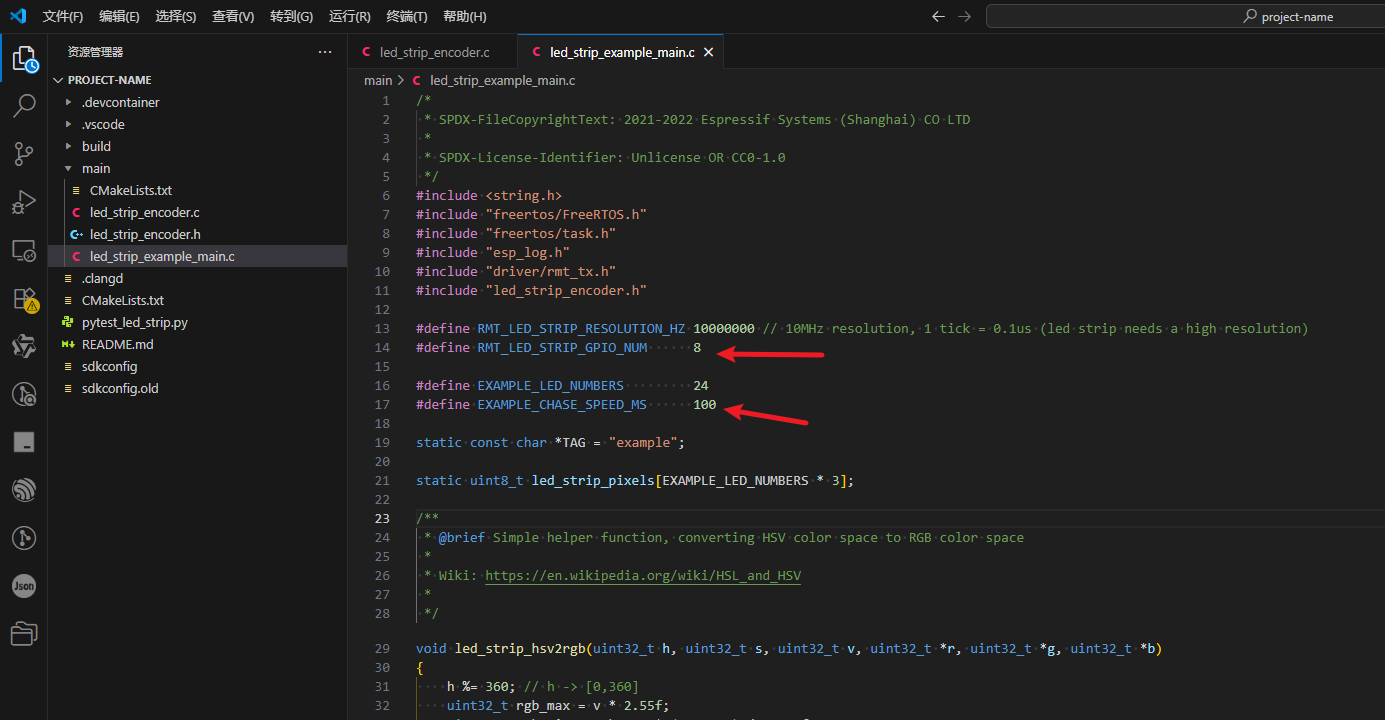 文件(F) 编辑(E) 选择(S) 查看(V) 转到(G) 运行(R) 终端(T) 帮助(H) project-name
资源管理器 ···
PROJECT-NAME
.devcontainer
.vscode
build
main
CMakeLists.txt
led_strip_encoder.c
led_strip_encoder.h
led_strip_example_main.c
.clangd
CMakeLists.txt
pytest_led_strip.py
README.md
sdkconfig
sdkconfig.old
Json
C led_strip_encoder.c C led_strip_example_main.c
main > C led_strip_example_main.c
1 /*
2 * SPDX-FileCopyrightText: 2021-2022 Espressif Systems (Shanghai) CO LTD
3 *
4 * SPDX-License-Identifier: Unlicense OR CC0-1.0
5 */
6 #include <string.h>
7 #include "freertos/FreeRTOS.h"
8 #include "freertos/task.h"
9 #include "esp_log.h"
10 #include "driver/rmt_tx.h"
11 #include "led_strip_encoder.h"
12
13 #define RMT_LED_STRIP_RESOLUTION_HZ 10000000 // 10MHz resolution, 1 tick = 0.1us (led strip needs a high resolution)
14 #define RMT_LED_STRIP_GPIO_NUM 8
15
16 #define EXAMPLE_LED_NUMBERS 24
17 #define EXAMPLE_CHASE_SPEED_MS 100
18
19 static const char *TAG = "example";
20
21 static uint8_t led_strip_pixels[EXAMPLE_LED_NUMBERS * 3];
22
23 /**
24 * @brief Simple helper function, converting HSV color space to RGB color space
25 *
26 * Wiki: https://en.wikipedia.org/wiki/HSL_and_HSV
27 *
28 */
29 void led_strip_hsv2rgb(uint32_t h, uint32_t s, uint32_t v, uint32_t *r, uint32_t *g, uint32_t *b)
30 {
31 h %= 360; // h -> [0,360]
32 uint32_t rgb_max = v * 2.55f;